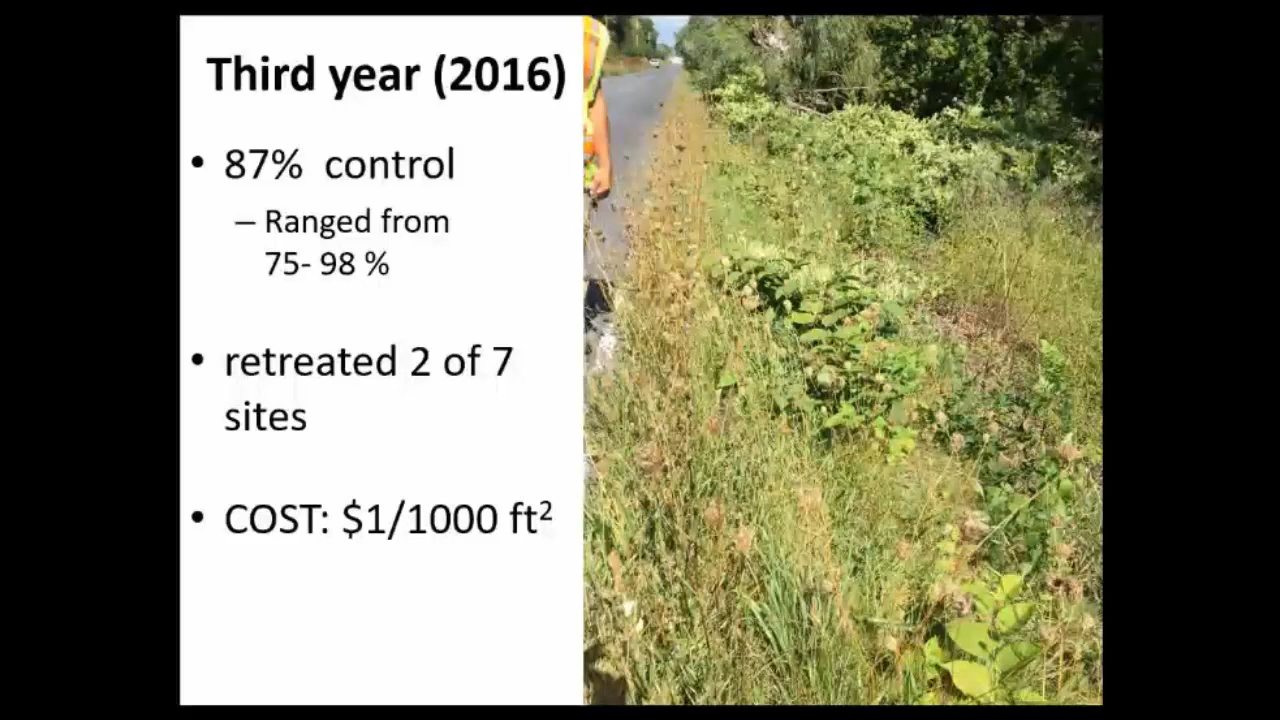 Third year (2016)
• 87%  control
– Ranged from
75- 98 %
• retreated 2 of 7
sites
• COST: $1/1000 ft²